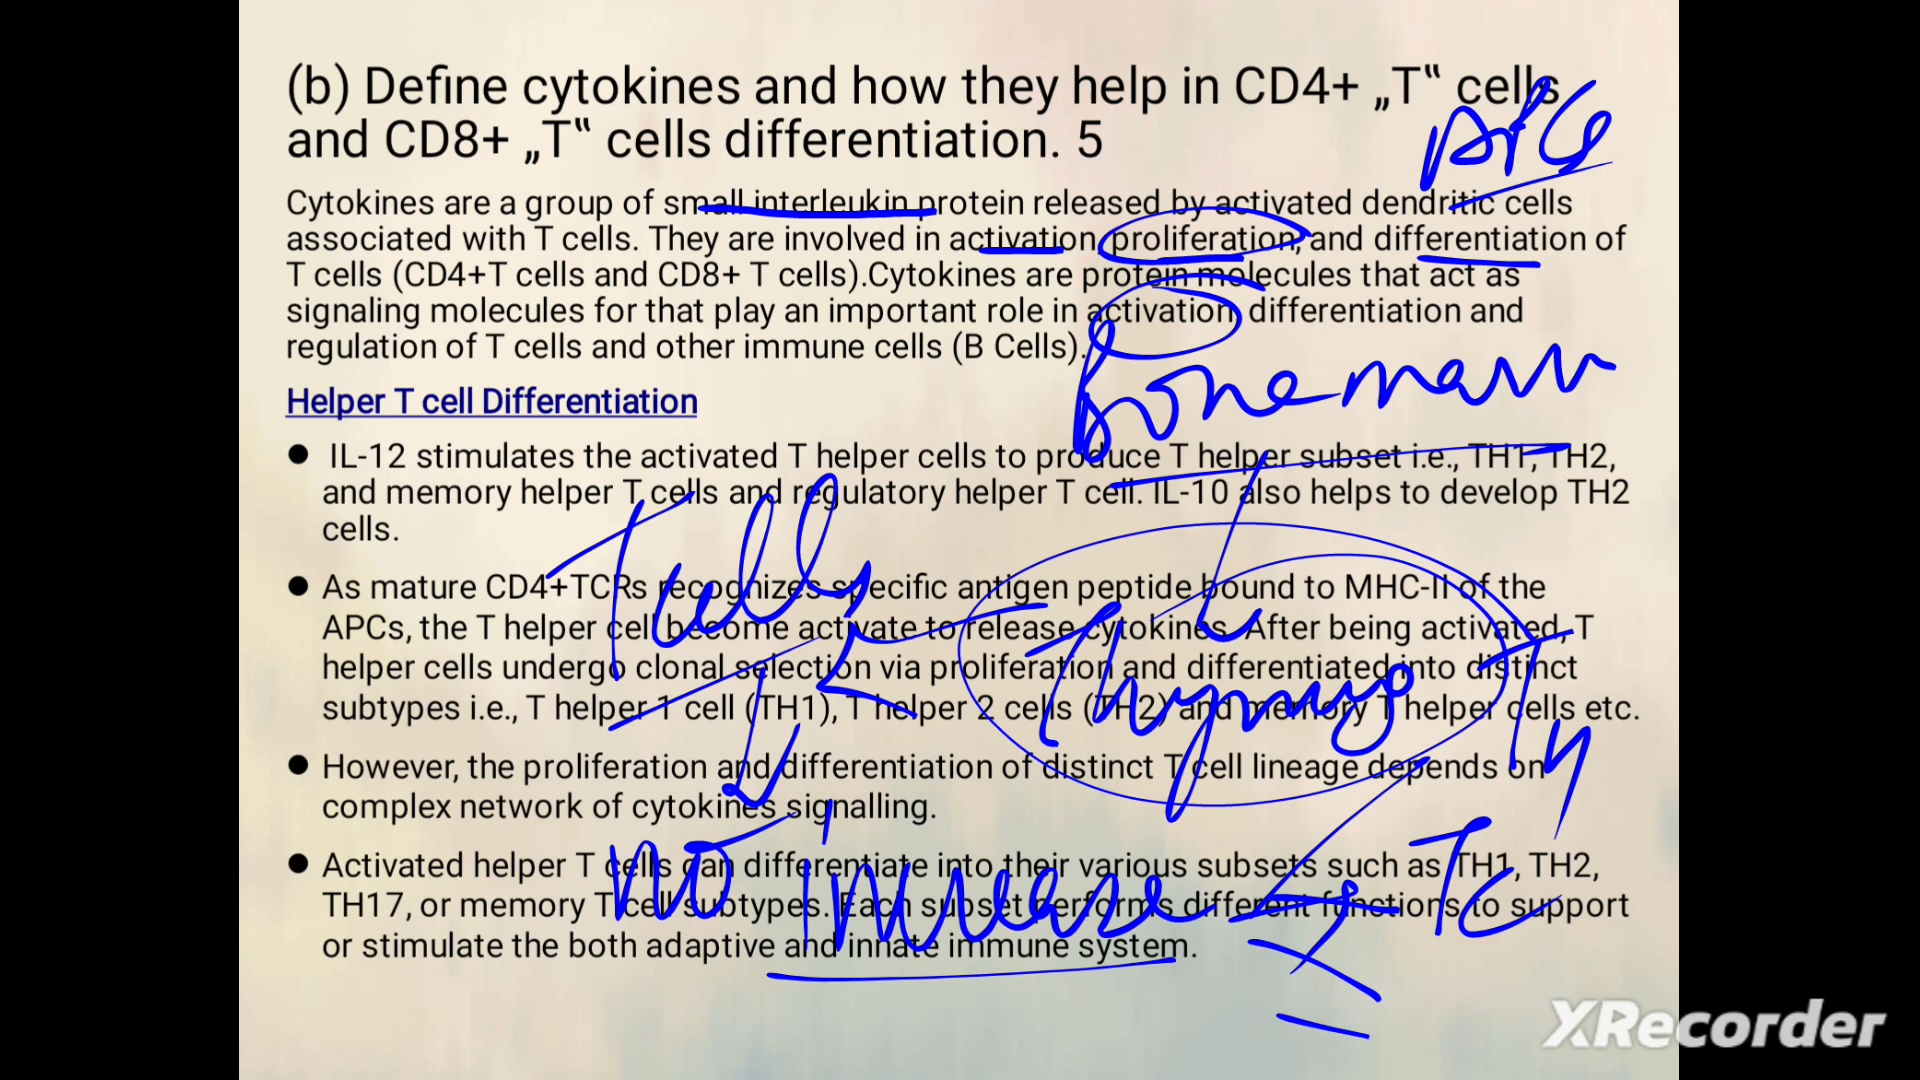 (b) Define cytokines and how they help in CD4+ „T‟ cells
and CD8+ „T‟ cells differentiation. 5
APCs
Cytokines are a group of small interleukin protein released by activated dendritic cells
associated with T cells. They are involved in activation, proliferation, and differentiation of
T cells (CD4+T cells and CD8+ T cells).Cytokines are protein molecules that act as
signaling molecules for that play an important role in activation, differentiation and
regulation of T cells and other immune cells (B Cells).
Bone marrow
Helper T cell Differentiation
● IL-12 stimulates the activated T helper cells to produce T helper subset i.e., TH1, TH2,
and memory helper T cells and regulatory helper T cell. IL-10 also helps to develop TH2
cells.
T cells
● As mature CD4+TCRs recognizes specific antigen peptide bound to MHC-II of the
APCs, the T helper cell become activate to release cytokines. After being activated, T
helper cells undergo clonal selection via proliferation and differentiated into distinct
subtypes i.e., T helper 1 cell (TH1), T helper 2 cells (TH2) and memory T helper cells etc.
Thymus
TH
● However, the proliferation and differentiation of distinct T cell lineage depends on
complex network of cytokines signalling.
● Activated helper T cells can differentiate into their various subsets such as TH1, TH2,
TH17, or memory T cell subtypes. Each subset performs different functions to support
or stimulate the both adaptive and innate immune system.
no increase
Tc
XRecorder